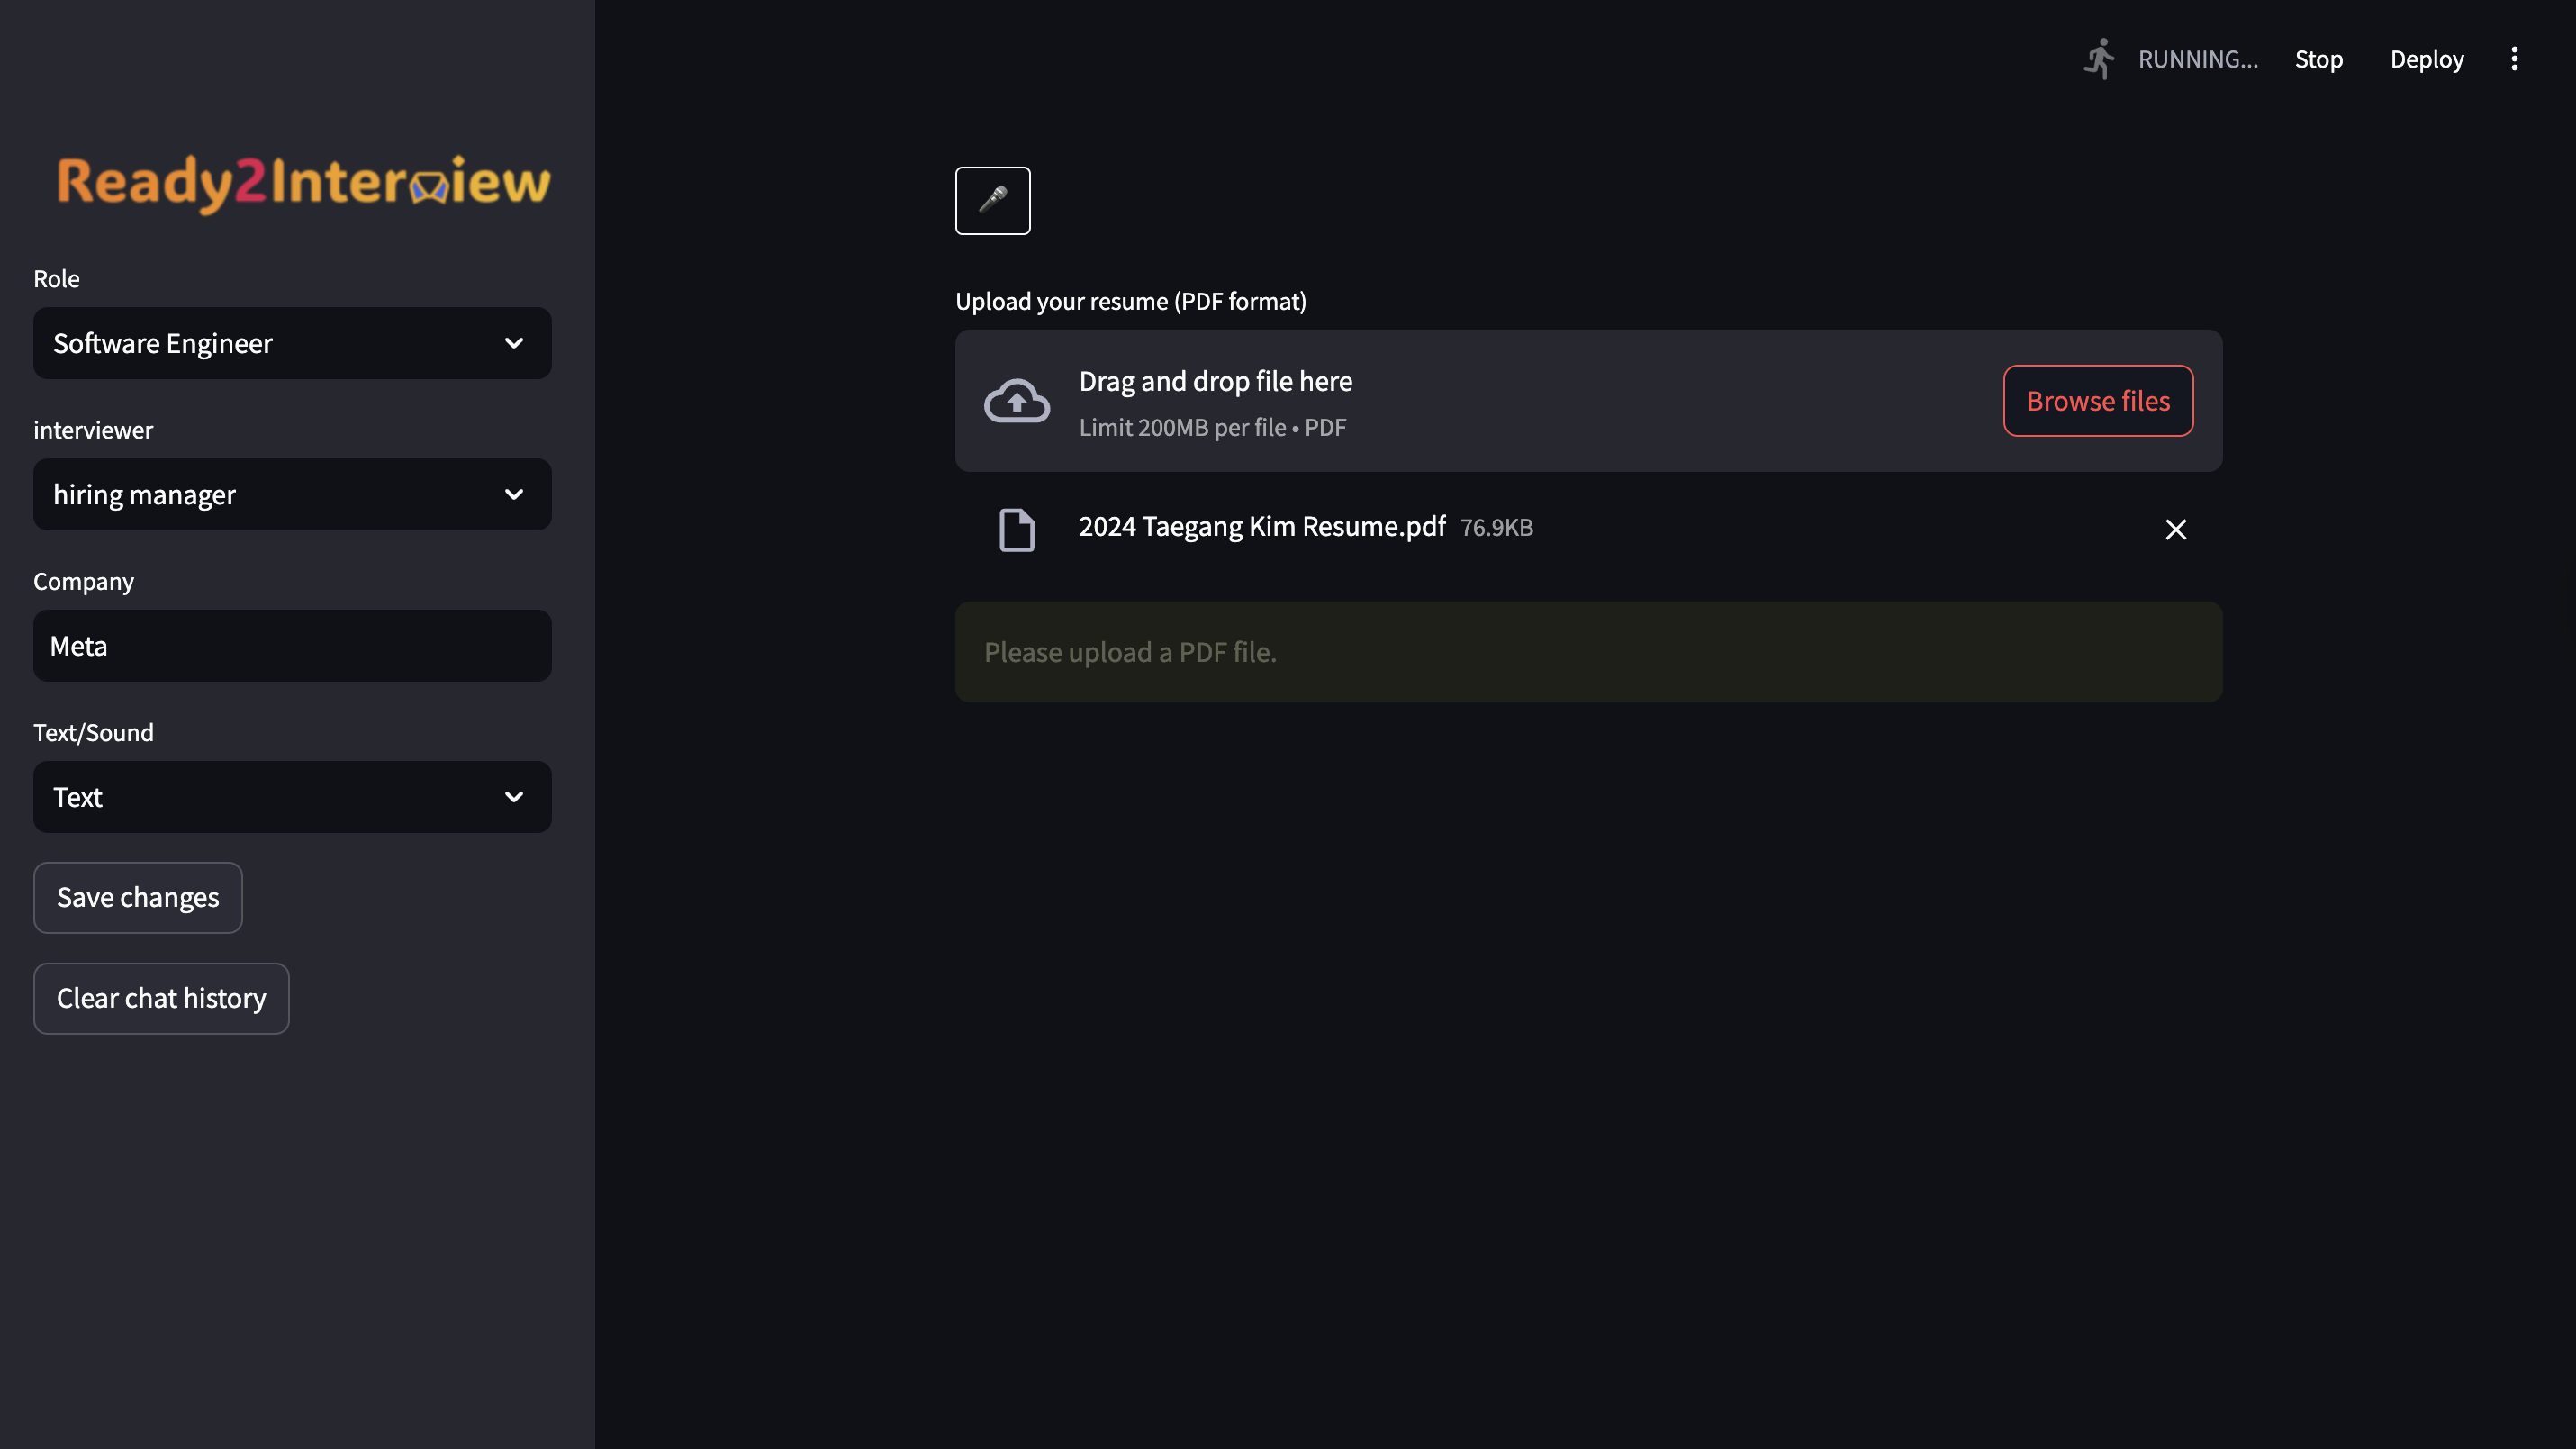 RUNNING...
Stop
Deploy
Ready2Interview
Role
Software Engineer
interviewer
hiring manager
Company
Meta
Text/Sound
Text
Save changes
Clear chat history
Upload your resume (PDF format)
Drag and drop file here
Limit 200MB per file • PDF
Browse files
2024 Taegang Kim Resume.pdf 76.9KB
Please upload a PDF file.